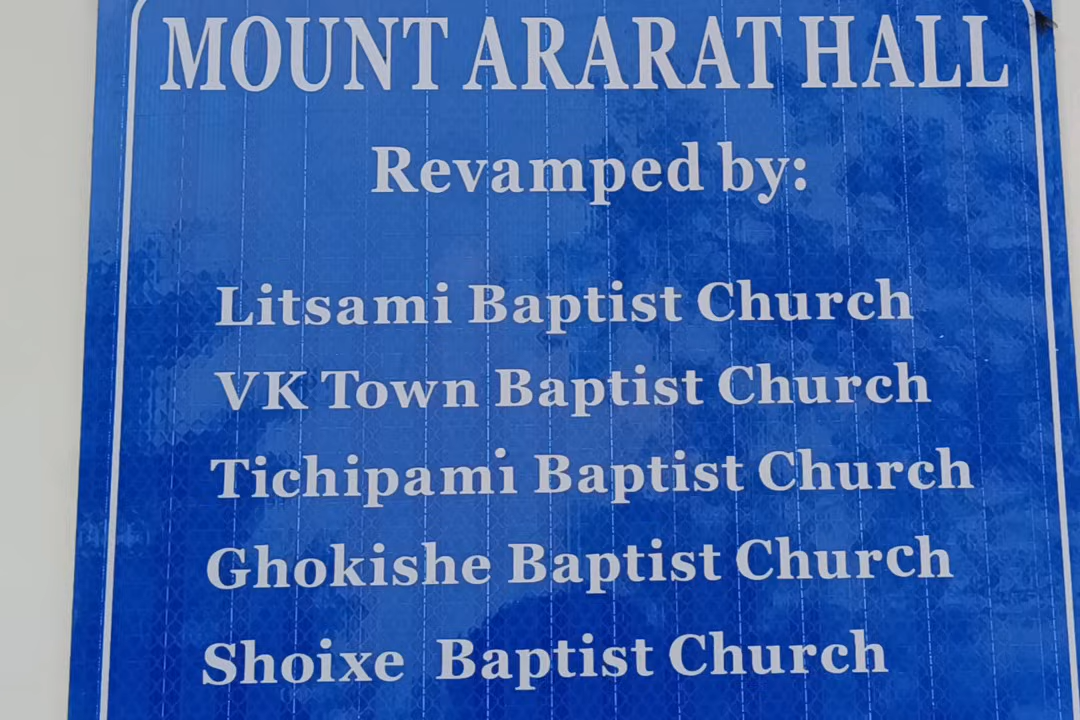 MOUNT ARARAT HALL
Revamped by:
Litsami Baptist Church
VK Town Baptist Church
Tichipami Baptist Church
Ghokishe Baptist Church
Shoixe Baptist Church